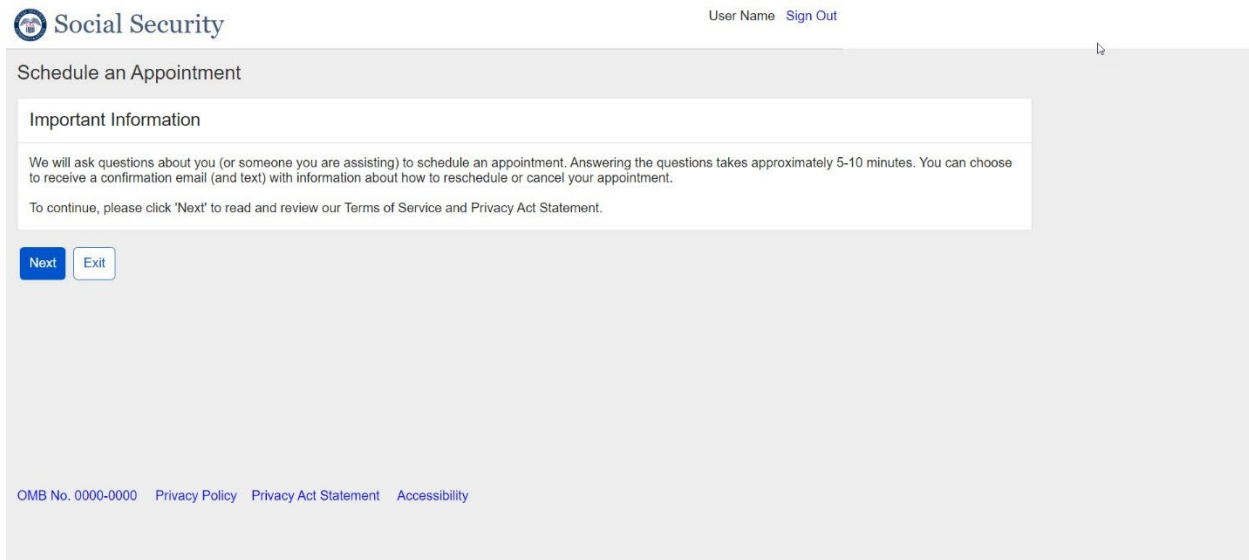 Social Security
User Name Sign Out
Schedule an Appointment
Important Information
We will ask questions about you (or someone you are assisting) to schedule an appointment. Answering the questions takes approximately 5-10 minutes. You can choose
to receive a confirmation email (and text) with information about how to reschedule or cancel your appointment.
To continue, please click 'Next' to read and review our Terms of Service and Privacy Act Statement.
Next Exit
OMB No. 0000-0000 Privacy Policy Privacy Act Statement Accessibility